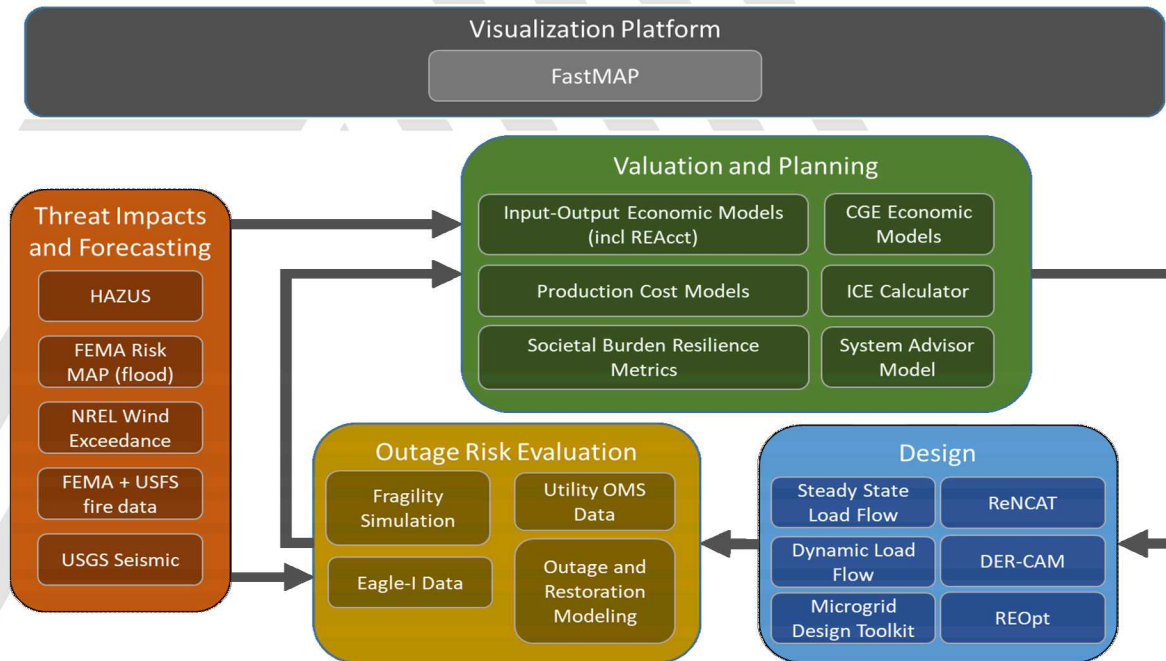 Visualization Platform
FastMAP
Valuation and Planning
Input-Output Economic Models
(incl REAcct)
CGE Economic
Models
Production Cost Models
ICE Calculator
Societal Burden Resilience
Metrics
System Advisor
Model
Threat Impacts
and Forecasting
HAZUS
FEMA Risk
MAP (flood)
NREL Wind
Exceedance
FEMA + USFS
fire data
USGS Seismic
Outage Risk Evaluation
Fragility
Simulation
Utility OMS
Data
Eagle-I Data
Outage and
Restoration
Modeling
Design
Steady State
Load Flow
ReNCAT
Dynamic Load
Flow
DER-CAM
Microgrid
Design Toolkit
REOpt